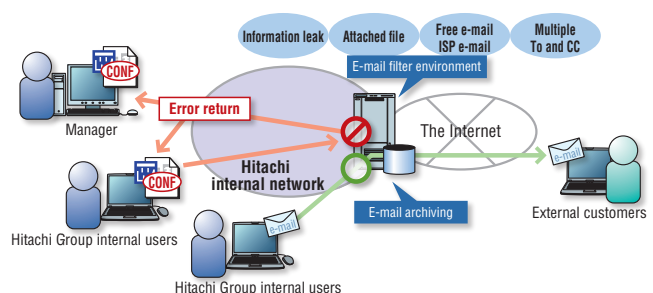 Information leak
Attached file
Free e-mail
ISP e-mail
Multiple
To and CC
E-mail filter environment
CONF
Error return
Manager
The Internet
CONF
Hitachi
internal network
e-mail
E-mail archiving
External customers
Hitachi Group internal users
e-mail
Hitachi Group internal users